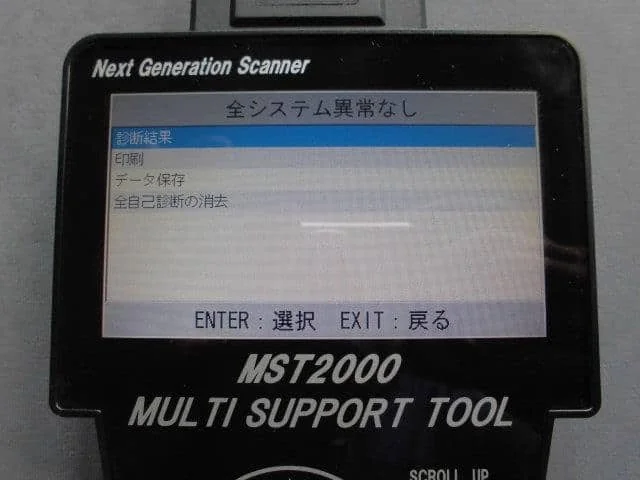 Next Generation Scanner
全システム異常なし
診断結果
印刷
データ保存
全自己診断の消去
ENTER：選択 EXIT：戻る
MST2000
MULTI SUPPORT TOOL
SCROLL UP